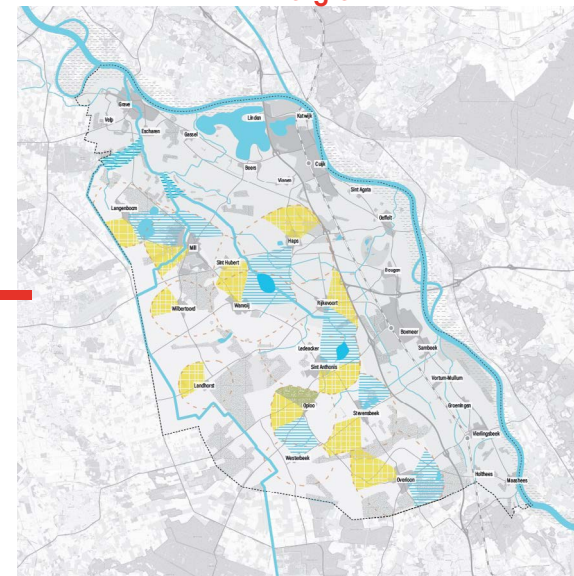 Grave
Velp
Escharen
Gassel
Linden
Katwijk
Cuijk
Beers
Vianen
Sint Agata
Oeffelt
Langenboom
Mill
Haps
Sint Hubert
Beugen
Wanroij
Rijkevoort
Wilbertoord
Boxmeer
Sambeek
Ledeacker
Sint Anthonis
Vortum-Mullum
Landhorst
Oploo
Groeningen
Stevensbeek
Vierlingsbeek
Westerbeek
Overloon
Holthees
Maashees